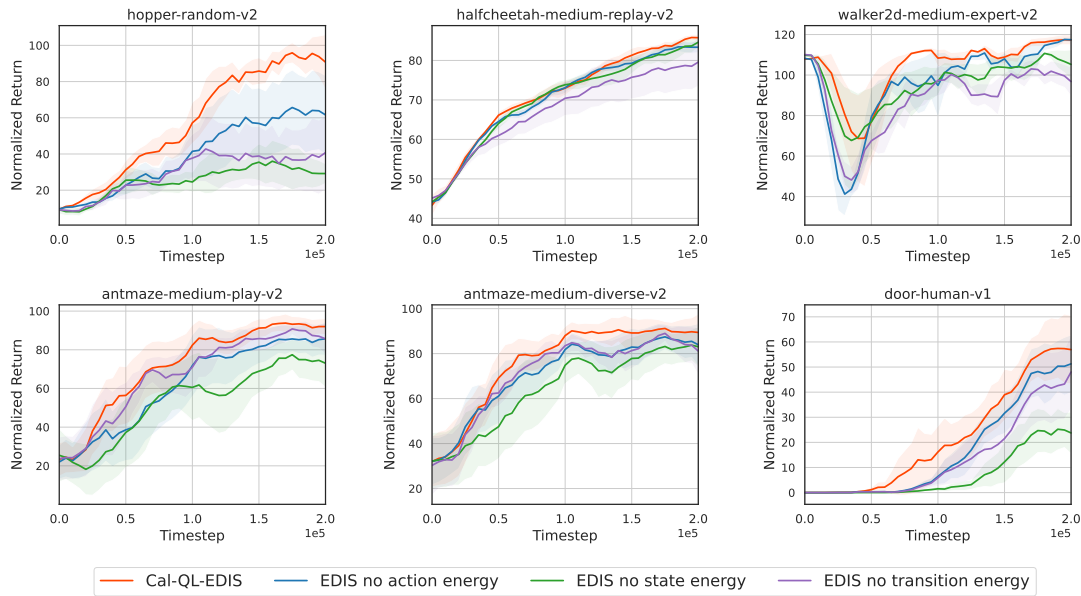 hopper-random-v2
halfcheetah-medium-replay-v2
walker2d-medium-expert-v2
Normalized Return
100
80
60
40
20
0.0 0.5 1.0 1.5 2.0
Timestep
1e5
Normalized Return
80
70
60
50
40
0.0 0.5 1.0 1.5 2.0
Timestep
1e5
Normalized Return
120
100
80
60
40
0.0 0.5 1.0 1.5 2.0
Timestep
1e5
antmaze-medium-play-v2
antmaze-medium-diverse-v2
door-human-v1
Normalized Return
100
80
60
40
20
0.0 0.5 1.0 1.5 2.0
Timestep
1e5
Normalized Return
100
80
60
40
20
0.0 0.5 1.0 1.5 2.0
Timestep
1e5
Normalized Return
70
60
50
40
30
20
10
0
0.0 0.5 1.0 1.5 2.0
Timestep
1e5
Cal-QL-EDIS EDIS no action energy EDIS no state energy EDIS no transition energy